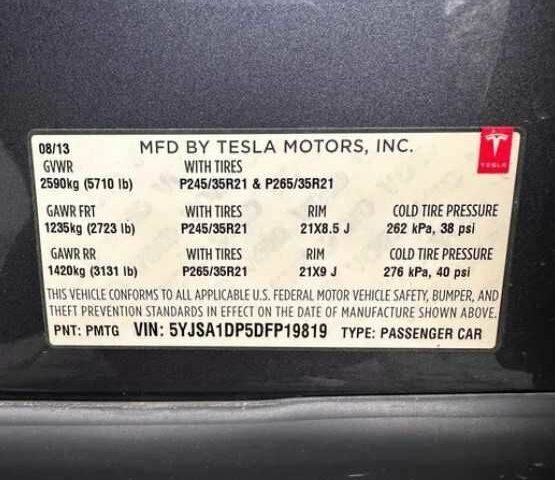 08/13 MFD BY TESLA MOTORS, INC.
TESLA
GVWR WITH TIRES
2590kg (5710 lb) P245/35R21 & P265/35R21
GAWR FRT WITH TIRES RIM COLD TIRE PRESSURE
1235kg (2723 lb) P245/35R21 21X8.5 J 262 kPa, 38 psi
GAWR RR WITH TIRES RIM COLD TIRE PRESSURE
1420kg (3131 lb) P265/35R21 21X9 J 276 kPa, 40 psi
THIS VEHICLE CONFORMS TO ALL APPLICABLE U.S. FEDERAL MOTOR VEHICLE SAFETY, BUMPER, AND
THEFT PREVENTION STANDARDS IN EFFECT ON THE DATE OF MANUFACTURE SHOWN ABOVE.
PNT: PMTG VIN: 5YJSA1DP5DFP19819 TYPE: PASSENGER CAR